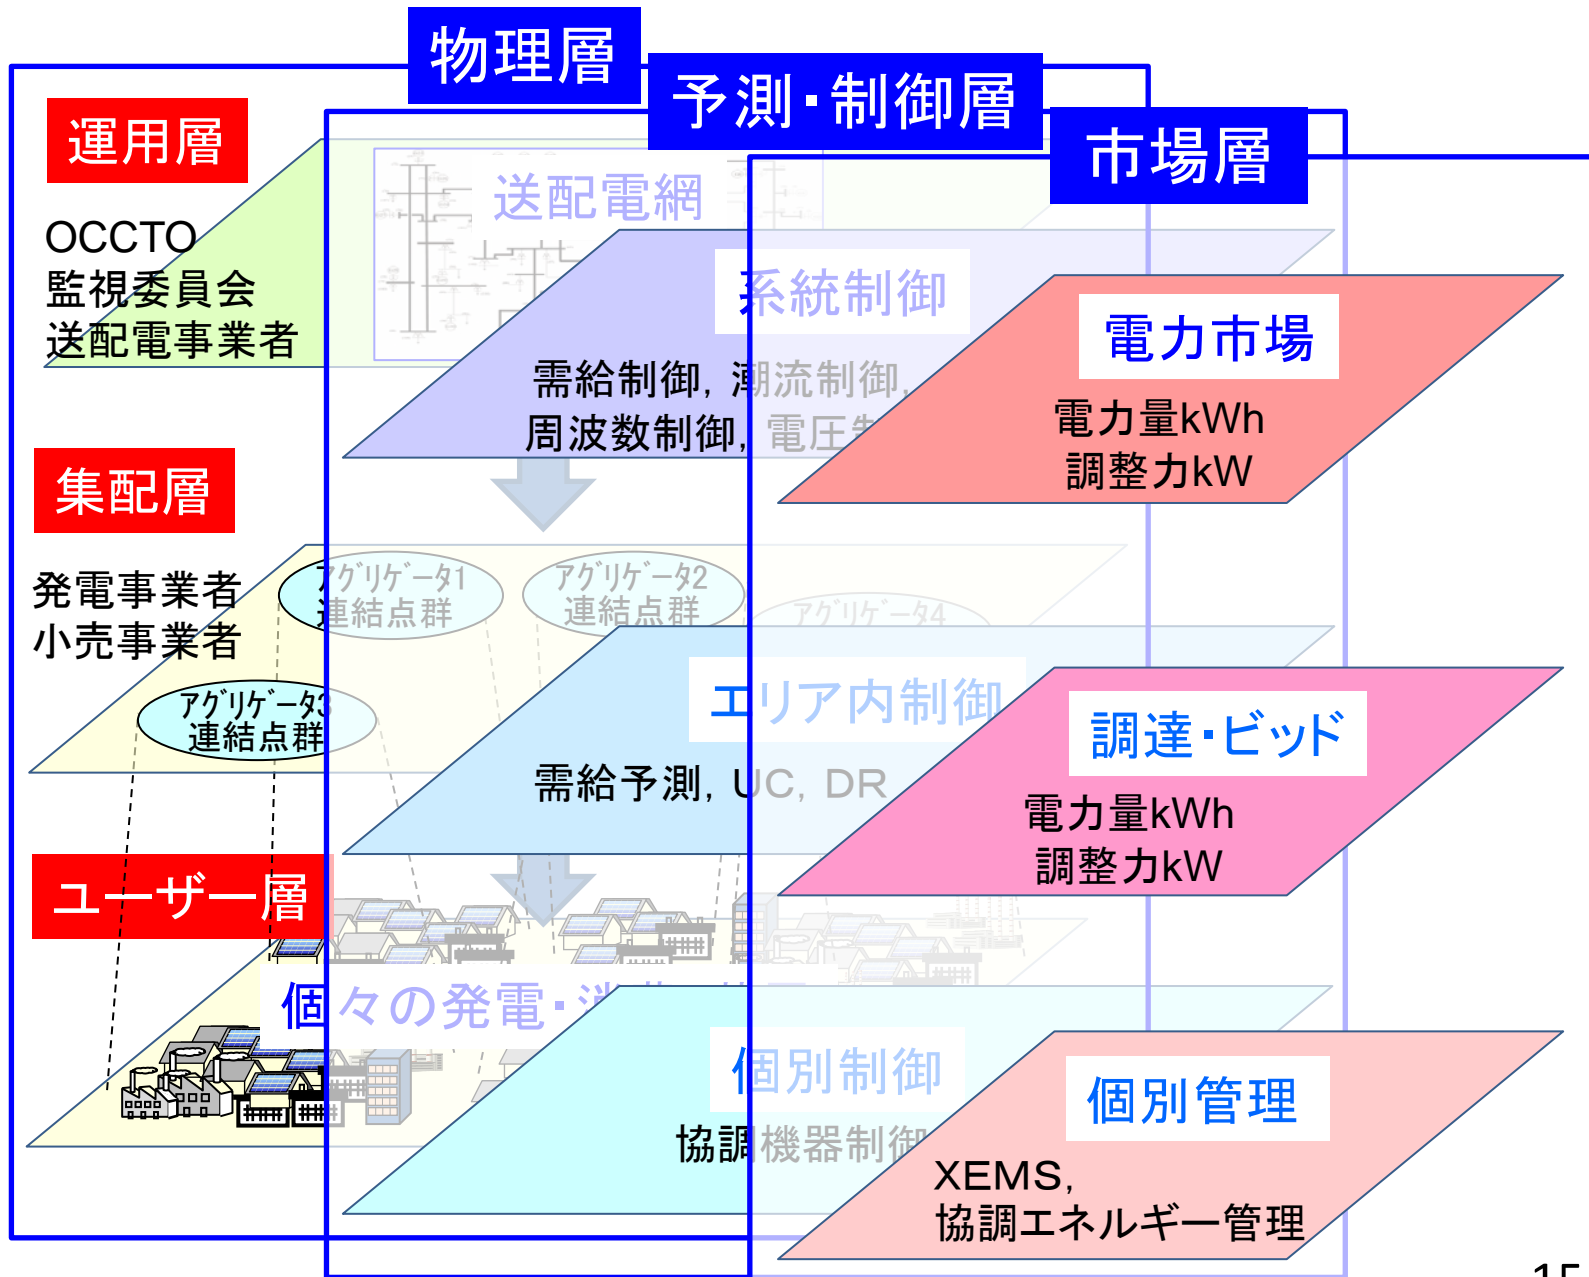 物理層
予測・制御層
市場層
運用層
OCCTO
監視委員会
送配電事業者
送配電網
系統制御
需給制御, 潮流制御,
周波数制御, 電圧
電力市場
電力量kWh
調整力kW
集配層
発電事業者
小売事業者
アグリゲータ1
連結点群
アグリゲータ2
連結点群
アグリゲータ4
アグリゲータ3
連結点群
エリア内制御
需給予測, UC, DR
調達・ビッド
電力量kWh
調整力kW
ユーザー層
個々の発電・
個別制御
協調機器制御
個別管理
XEMS,
協調エネルギー管理
15